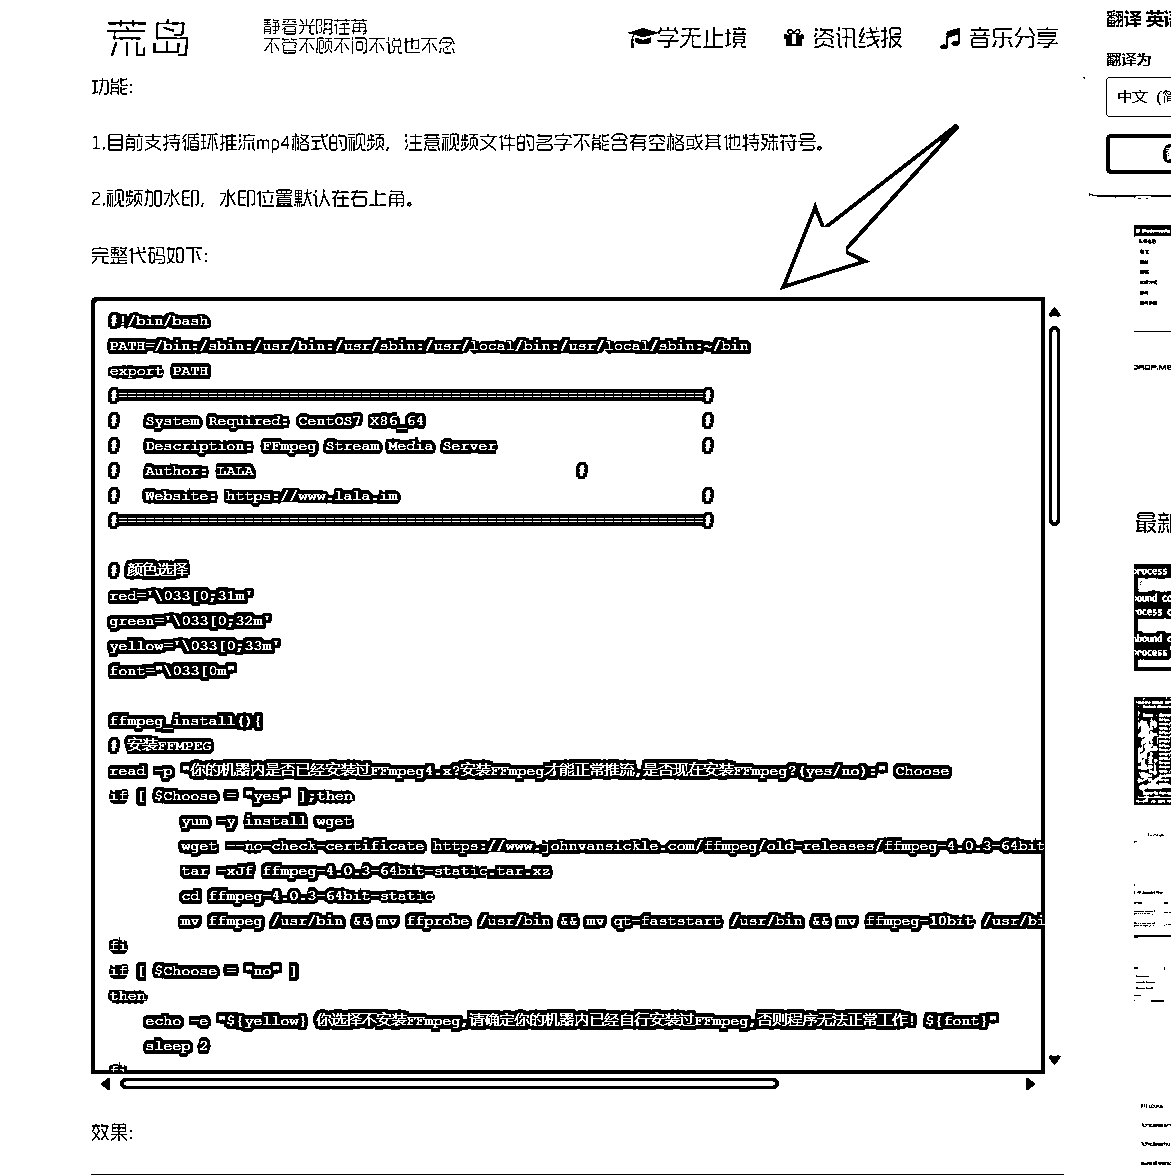 荒岛
静看光阴荏苒
不管不顾不问不说也不念
学无止境 资讯线报 音乐分享
功能:
1.目前支持循环推流mp4格式的视频，注意视频文件的名字不能含有空格或其他特殊符号。
2.视频加水印，水印位置默认在右上角。
完整代码如下:
#!/bin/bash
PATH=/bin:/sbin:/usr/bin:/usr/sbin:/usr/local/bin:/usr/local/sbin:~/bin
export PATH
#=================================================================#
#   System Required: CentOS7 X86_64                               #
#   Description: FFmpeg Stream Media Server                       #
#   Author: LALA                                    #
#   Website: https://www.lala.im                                  #
#=================================================================#
# 颜色选择
red='\033[0;31m'
green='\033[0;32m'
yellow='\033[0;33m'
font="\033[0m"
ffmpeg_install(){
# 安装FFMPEG
read -p "你的机器内是否已经安装过FFmpeg4.x?安装FFmpeg才能正常推流,是否现在安装FFmpeg?(yes/no):" Choose
if [ $Choose = "yes" ];then
yum -y install wget
wget --no-check-certificate https://www.johnvansickle.com/ffmpeg/old-releases/ffmpeg-4.0.3-64bit
tar -xJf ffmpeg-4.0.3-64bit-static.tar.xz
cd ffmpeg-4.0.3-64bit-static
mv ffmpeg /usr/bin && mv ffprobe /usr/bin && mv qt-faststart /usr/bin && mv ffmpeg-10bit /usr/bi
fi
if [ $Choose = "no" ]
then
echo -e "${yellow} 你选择不安装FFmpeg,请确定你的机器内已经自行安装过FFmpeg,否则程序无法正常工作! ${font}"
sleep 2
fi
效果:
翻译 英语
翻译为
中文 (简
最新